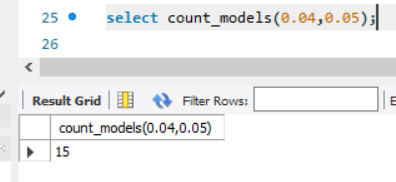 25 select count_models(0.04,0.05);
26
Result Grid Filter Rows:
count_models(0.04,0.05)
15